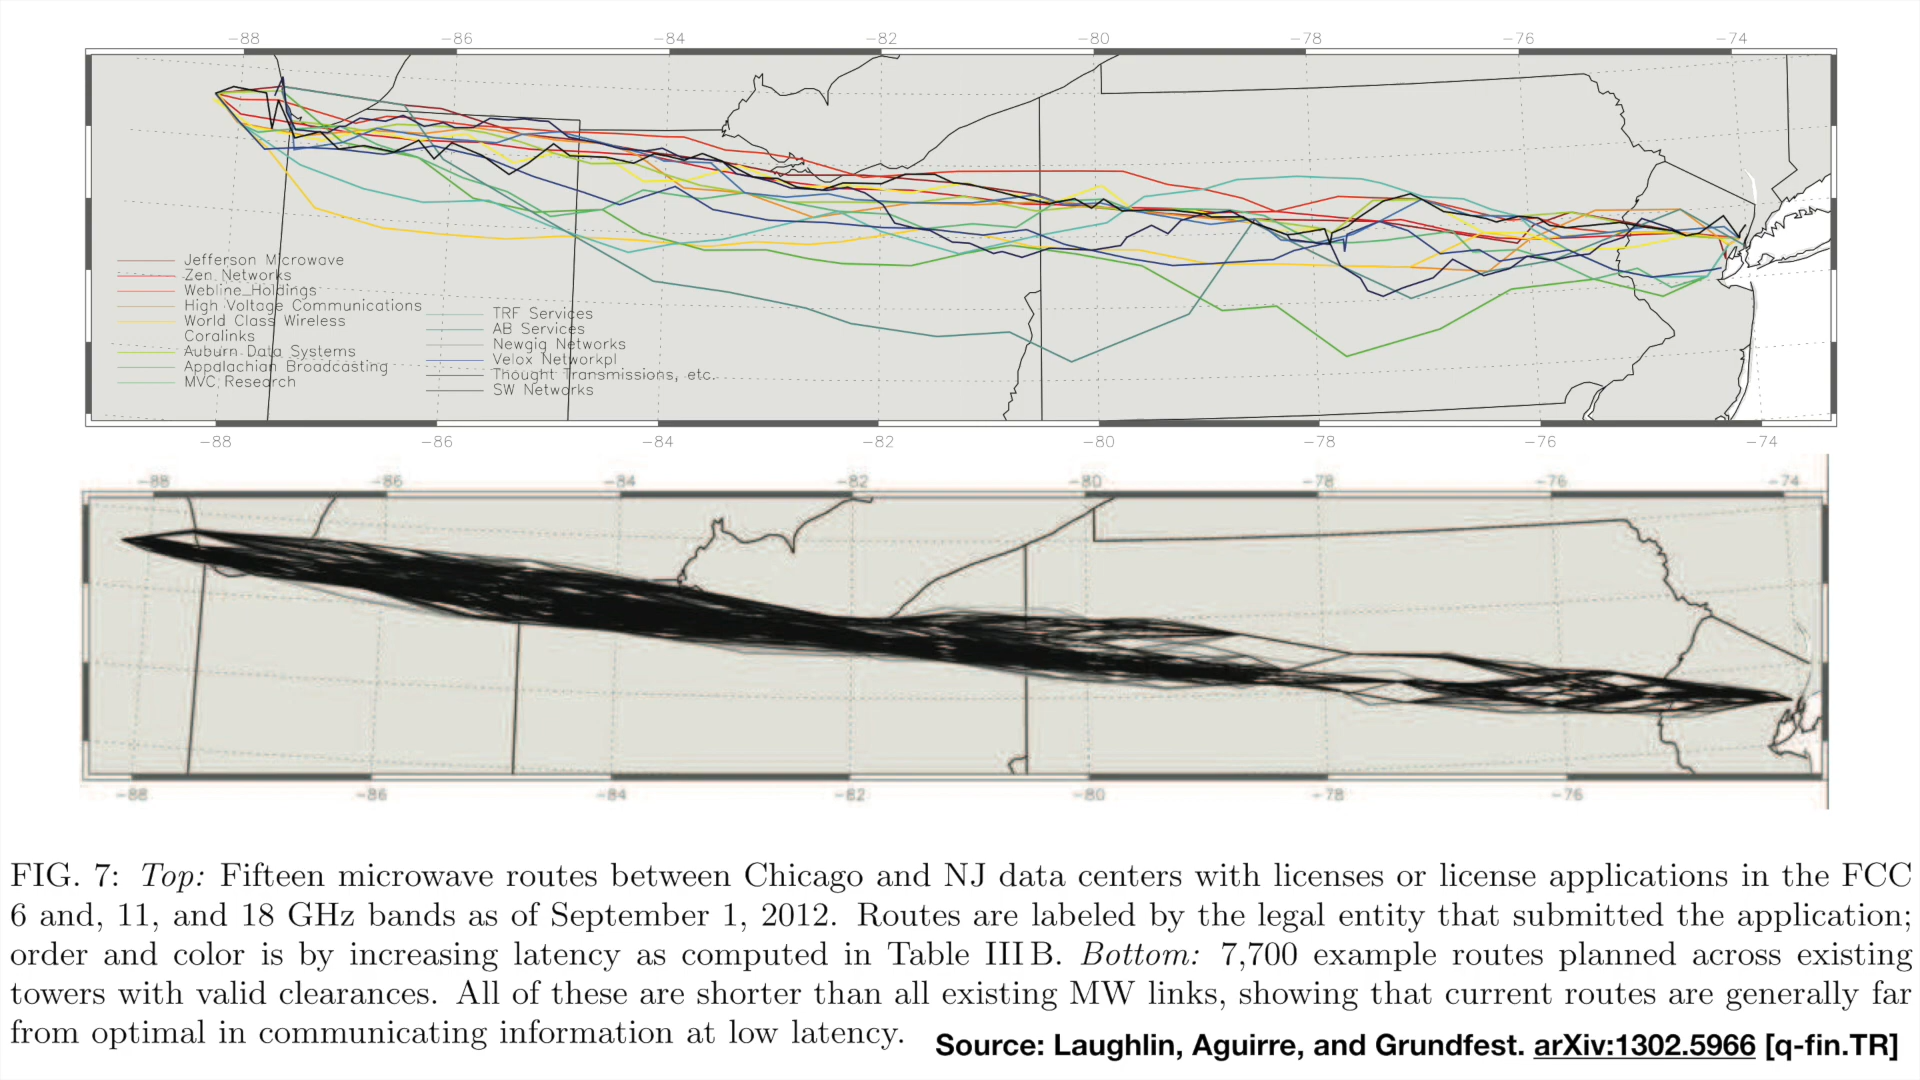 −88 −86 −84 −82 −80 −78 −76 −74
Jefferson Microwave
Zen Networks
Webline_Holdings
High Voltage Communications
World Class Wireless
Coralinks
Auburn Data Systems
Appalachian Broadcasting
MVC Research
TRF Services
AB Services
Newgig Networks
Velox Networkpl
Thought Transmissions, etc.
SW Networks
−88 −86 −84 −82 −80 −78 −76 −74
−88 −86 −84 −82 −80 −78 −76 −74
−88 −86 −84 −82 −80 −78 −76
FIG. 7: Top: Fifteen microwave routes between Chicago and NJ data centers with licenses or license applications in the FCC
6 and, 11, and 18 GHz bands as of September 1, 2012. Routes are labeled by the legal entity that submitted the application;
order and color is by increasing latency as computed in Table III B. Bottom: 7,700 example routes planned across existing
towers with valid clearances. All of these are shorter than all existing MW links, showing that current routes are generally far
from optimal in communicating information at low latency.
Source: Laughlin, Aguirre, and Grundfest. arXiv:1302.5966 [q-fin.TR]